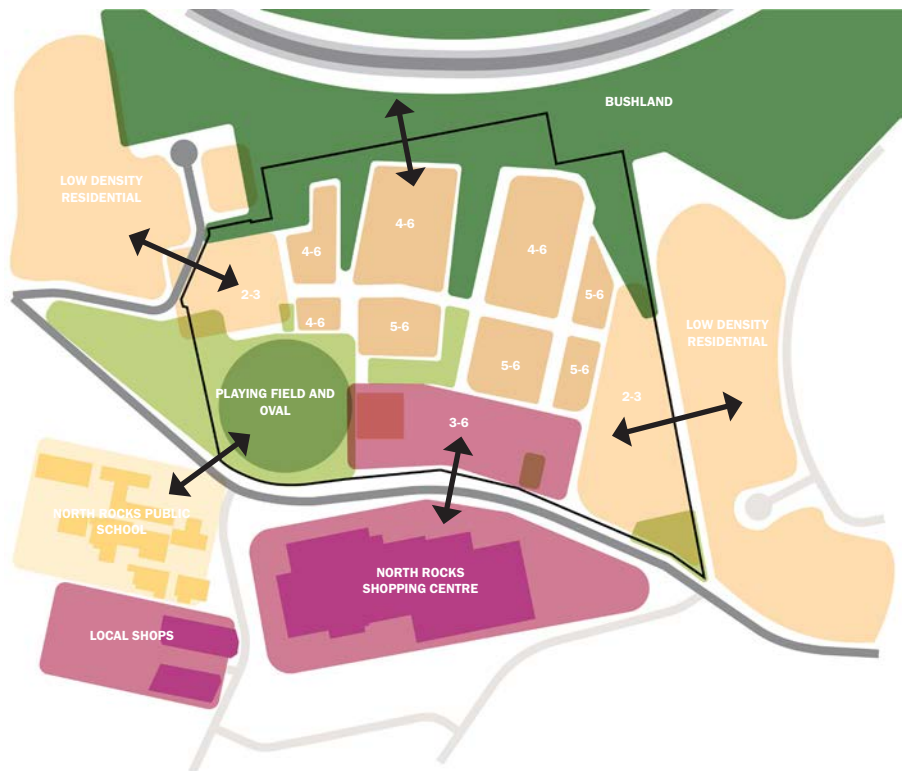 BUSHLAND
LOW DENSITY
RESIDENTIAL
4-6
4-6
4-6
2-3
5-6
4-6
5-6
LOW DENSITY
RESIDENTIAL
5-6
5-6
PLAYING FIELD AND
OVAL
2-3
3-6
NORTH ROCKS PUBLIC
SCHOOL
NORTH ROCKS
SHOPPING CENTRE
LOCAL SHOPS